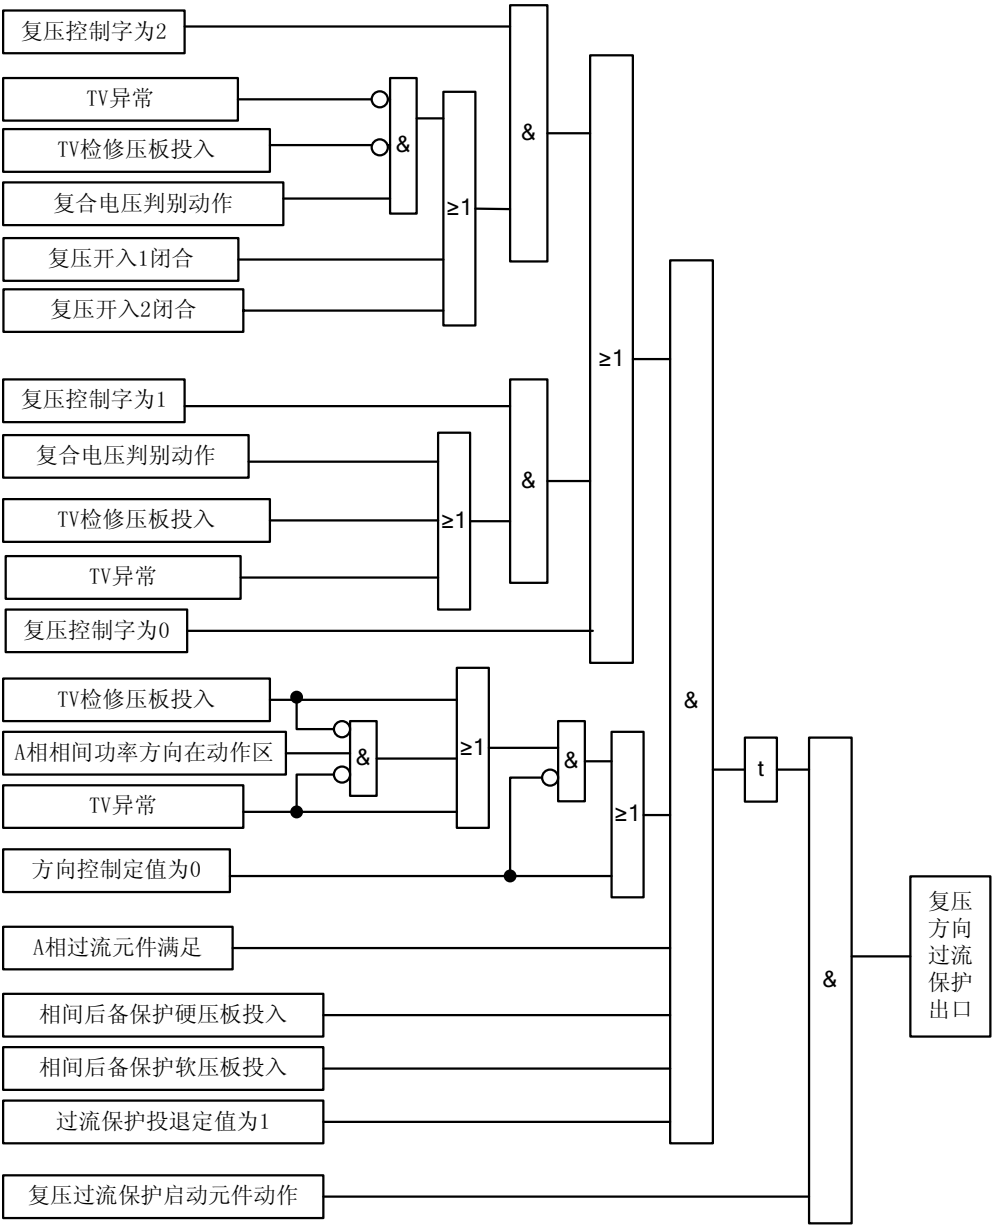 复压控制字为2
&
TV异常
TV检修压板投入
&
复合电压判别动作
≥1
复压开入1闭合
复压开入2闭合
≥1
复压控制字为1
复合电压判别动作
&
TV检修压板投入
≥1
TV异常
复压控制字为0
TV检修压板投入
&
A相相间功率方向在动作区
&
≥1
&
t
TV异常
≥1
方向控制定值为0
A相过流元件满足
复压
方向
过流
保护
出口
&
相间后备保护硬压板投入
相间后备保护软压板投入
过流保护投退定值为1
复压过流保护启动元件动作